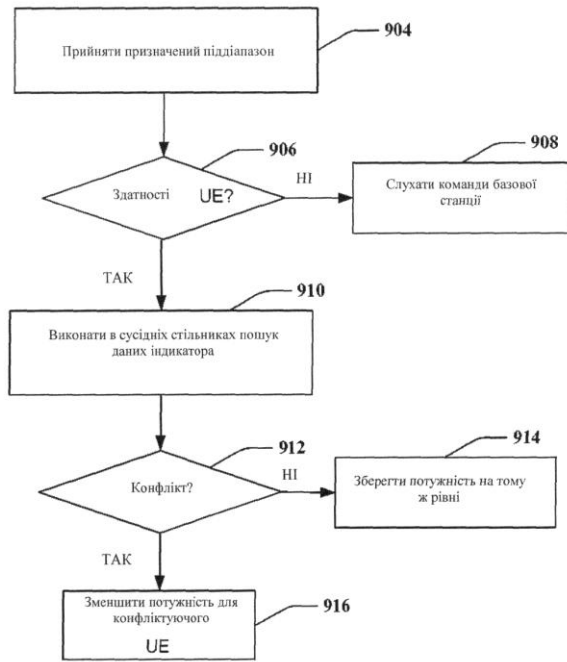 904
Прийняти призначений піддіапазон
906
Здатності UE?
НІ
908
Слухати команди базової
станції
ТАК
910
Виконати в сусідніх стільниках пошук
даних індикатора
912
Конфлікт?
НІ
914
Зберегти потужність на тому
ж рівні
ТАК
Зменшити потужність для
конфліктуючого
UE
916